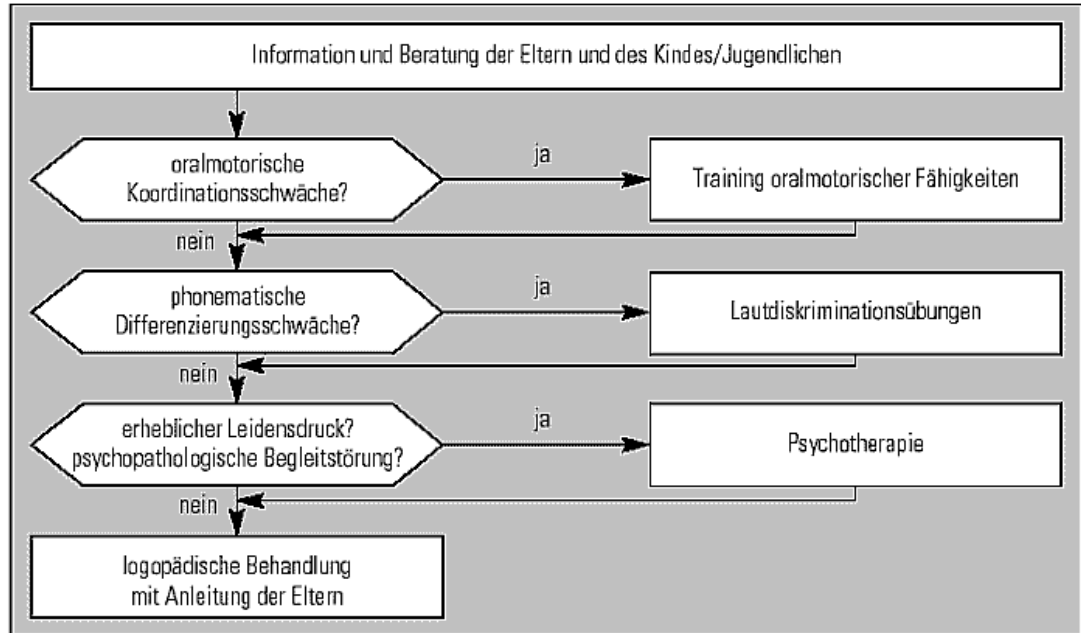 Information und Beratung der Eltern und des Kindes/Jugendlichen
oralmotorische
Koordinationsschwäche?
ja
Training oralmotorischer Fähigkeiten
nein
phonematische
Differenzierungsschwäche?
ja
Lautdiskriminationsübungen
nein
erheblicher Leidensdruck?
psychopathologische Begleitstörung?
ja
Psychotherapie
nein
logopädische Behandlung
mit Anleitung der Eltern